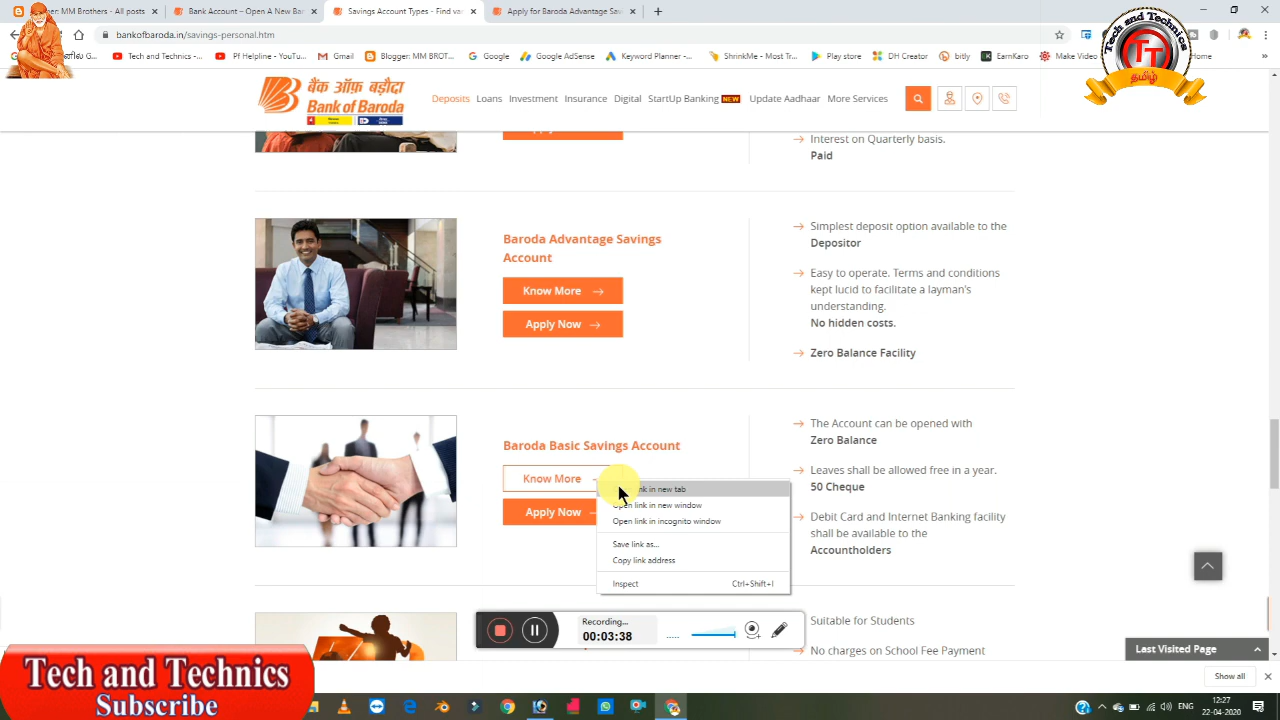 MM Brothers - All posts
Bank Account – Open A New Bank
Savings Account Types - Find va
Apply for Baroda Advantage Sav
bankofbaroda.in/savings-personal.htm
Tech and Technics -...
Pf Helpline - YouTu...
Gmail
Blogger: MM BROT...
Google
Google AdSense
Keyword Planner -...
ShrinkMe - Most Tr...
Play store
DH Creator
bitly
EarnKaro
Make Video
Home
Tech and Technics
TT
தமிழ்
बैंक ऑफ़ बड़ौदा
Bank of Baroda
Deposits
Loans
Investment
Insurance
Digital
StartUp Banking NEW
Update Aadhaar
More Services
Interest on Quarterly basis.
Paid
Baroda Advantage Savings
Account
Know More
Apply Now
Simplest deposit option available to the
Depositor
Easy to operate. Terms and conditions
kept lucid to facilitate a layman's
understanding.
No hidden costs.
Zero Balance Facility
Baroda Basic Savings Account
Know More
Apply Now
link in new tab
Open link in new window
Open link in incognito window
Save link as...
Copy link address
Inspect Ctrl+Shift+I
The Account can be opened with
Zero Balance
Leaves shall be allowed free in a year.
50 Cheque
Debit Card and Internet Banking facility
shall be available to the
Accountholders
Recording...
00:03:38
Suitable for Students
No charges on School Fee Payment
Last Visited Page
Show all
Tech and Technics
Subscribe
ENG
12:27
22-04-2020